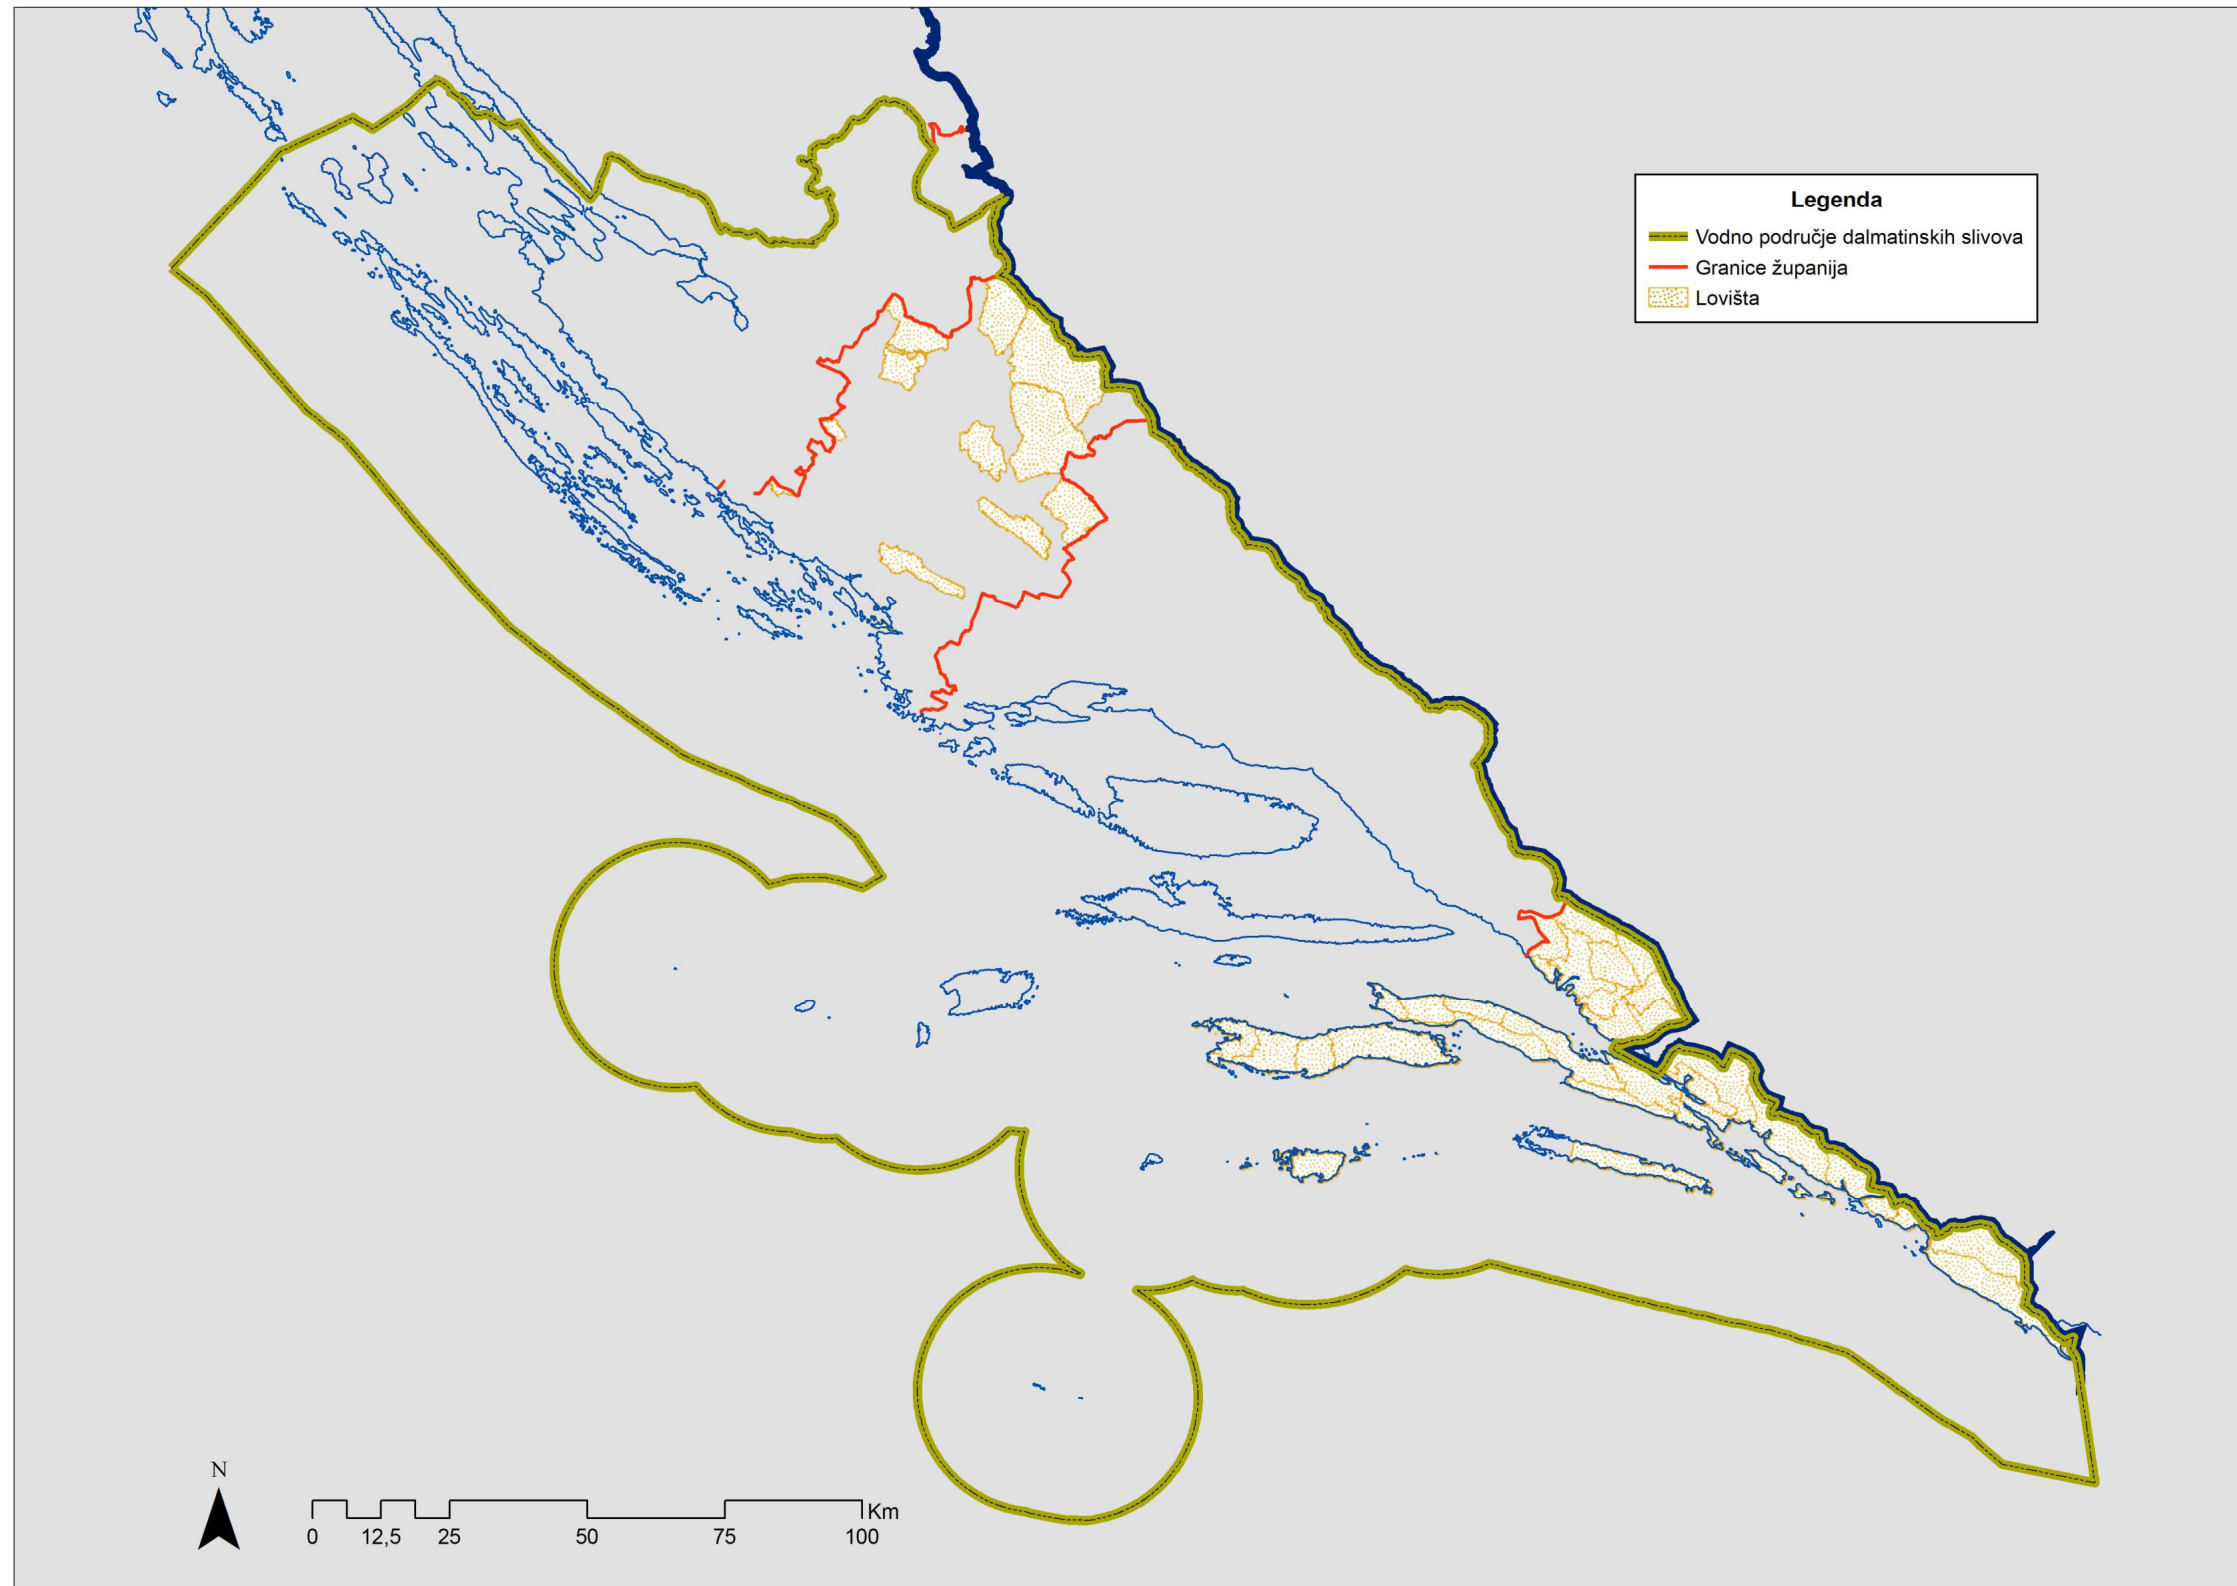 Legenda
Vodno područje dalmatinskih slivova
Granice županija
Lovišta
N
Km
0 12,5 25 50 75 100